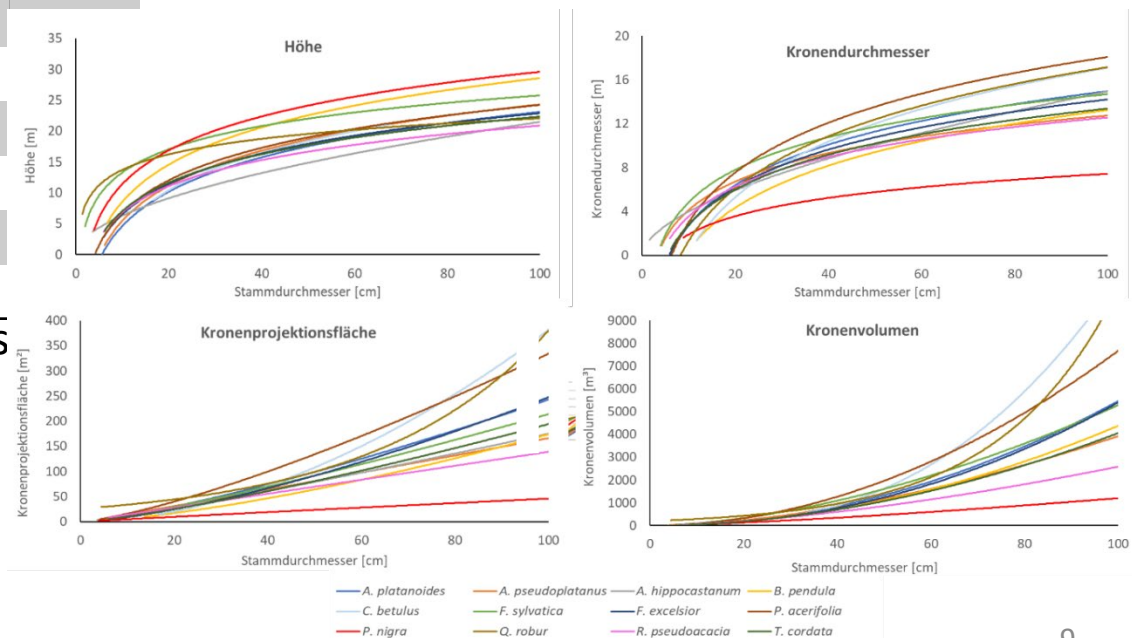 Höhe
35
30
25
20
15
10
5
0
Höhe [m]
0 20 40 60 80 100
Stammdurchmesser [cm]
Kronendurchmesser
20
16
12
8
4
0
Kronendurchmesser [m]
0 20 40 60 80 100
Stammdurchmesser [cm]
S
Kronenprojektionsfläche
400
350
300
250
200
150
100
50
0
Kronenprojektionsfläche [m²]
0 20 40 60 80 100
Stammdurchmesser [cm]
Kronenvolumen
9000
8000
7000
6000
5000
4000
3000
2000
1000
0
Kronenvolumen [m³]
0 20 40 60 80 100
Stammdurchmesser [cm]
A. platanoides A. pseudoplatanus A. hippocastanum B. pendula
C. betulus F. sylvatica F. excelsior P. acerifolia
P. nigra Q. robur R. pseudoacacia T. cordata